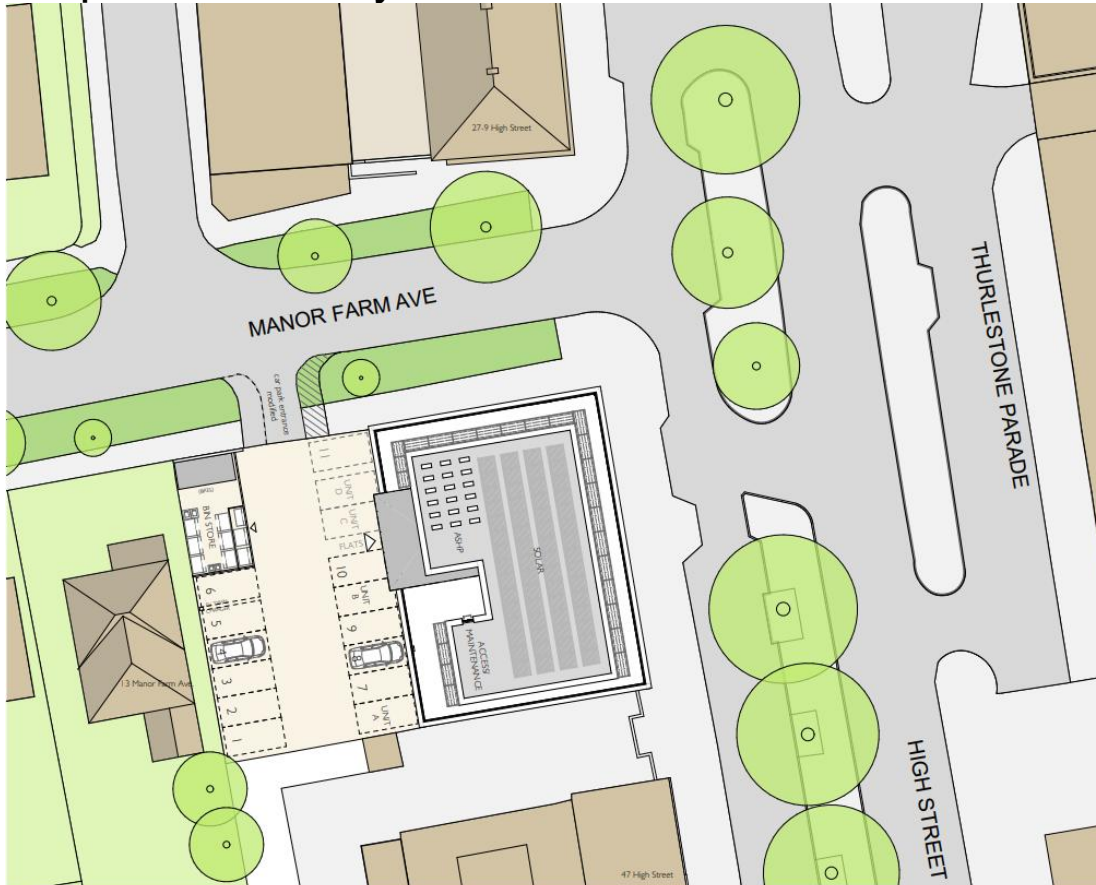 27-9 High Street
MANOR FARM AVE
THURLESTONE PARADE
car park entrance
modified
11
UNIT
D
UNIT
C
FLATS
10
UNIT
B
9
8
7
UNIT
A
BIN STORE
6
5
4
3
2
1
ASHP
SOLAR
ACCESS/
MAINTENANCE
13 Manor Farm Ave
HIGH STREET
47 High Street